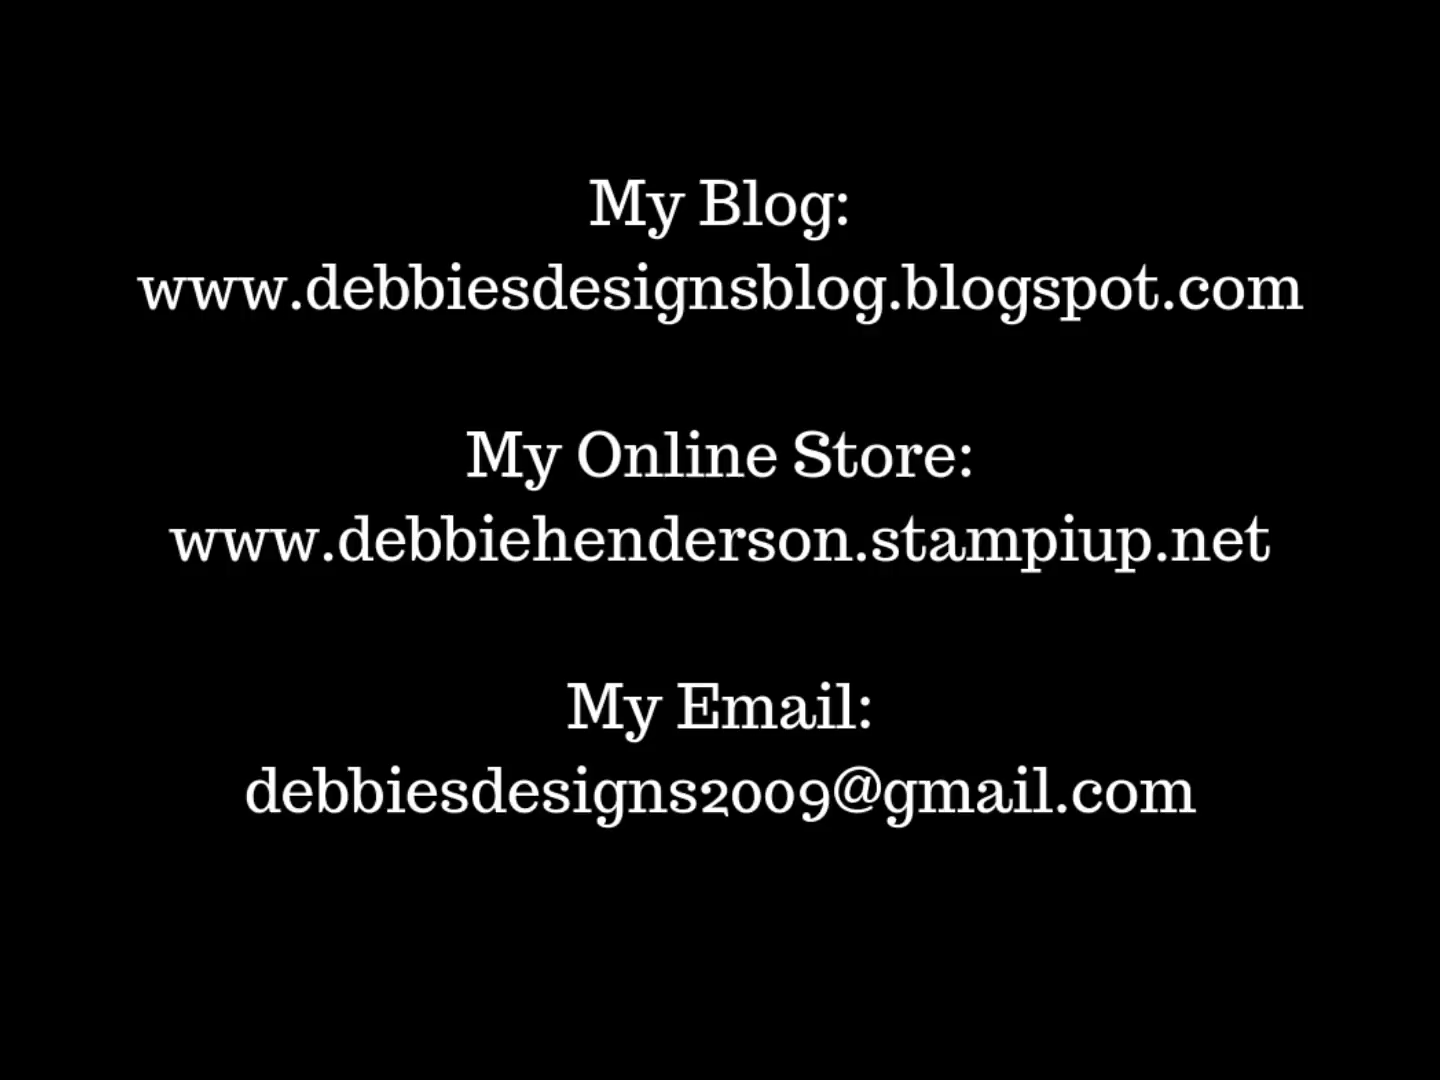 My Blog:
www.debbiesdesignsblog.blogspot.com
My Online Store:
www.debbiehenderson.stampiup.net
My Email:
debbiesdesigns2009@gmail.com